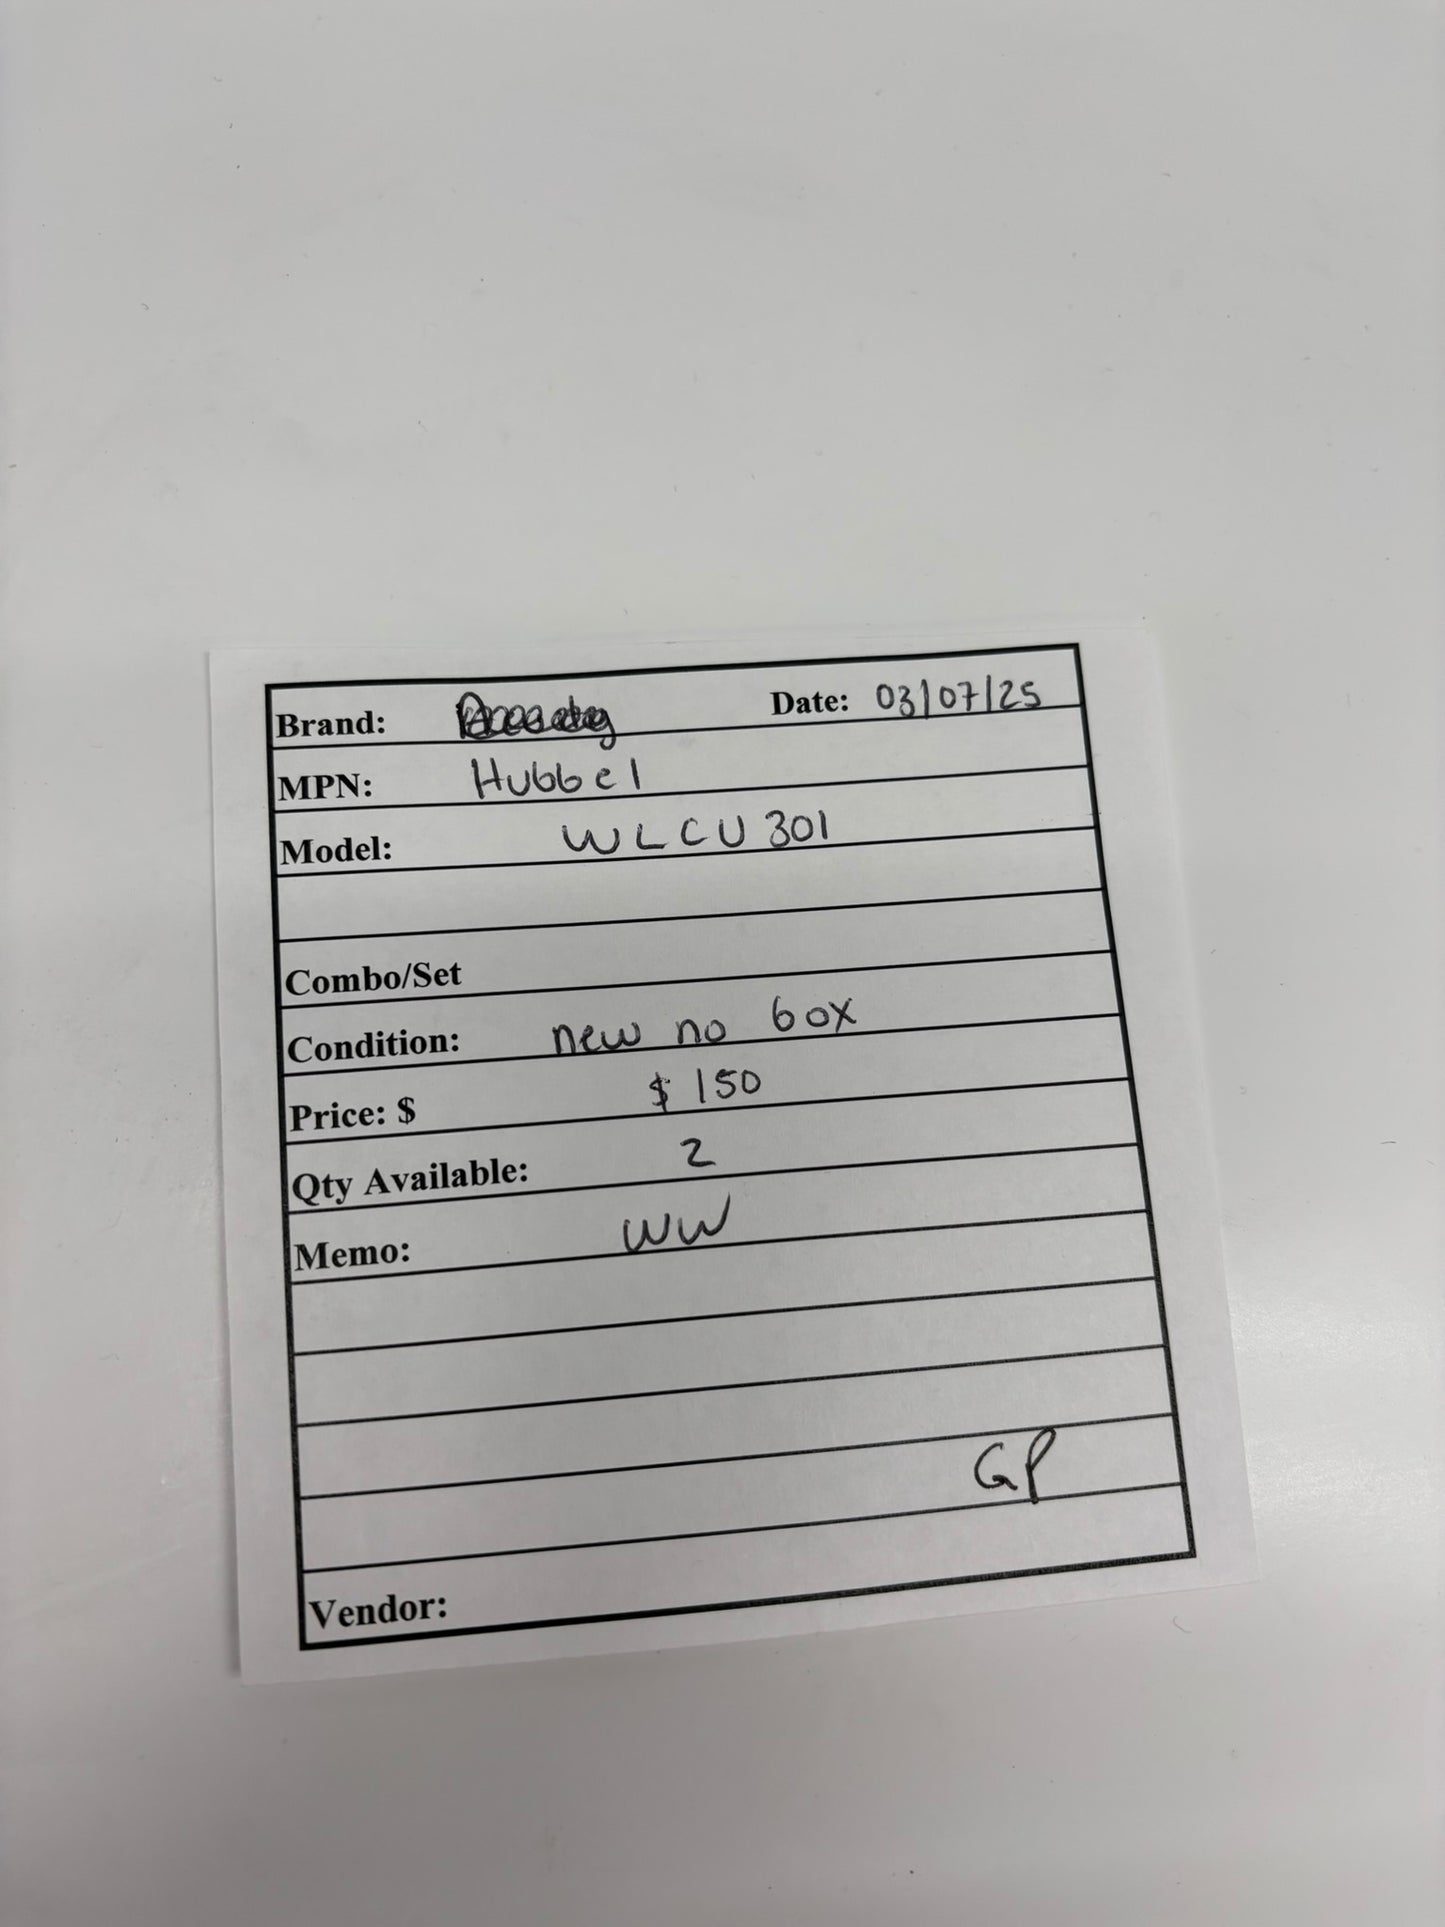 Brand: Date: 03/07/25
MPN: Hubbel
Model: WLCU301
Combo/Set
Condition: new no box
Price: $ $150
Qty Available: 2
Memo: WW
GP
Vendor: